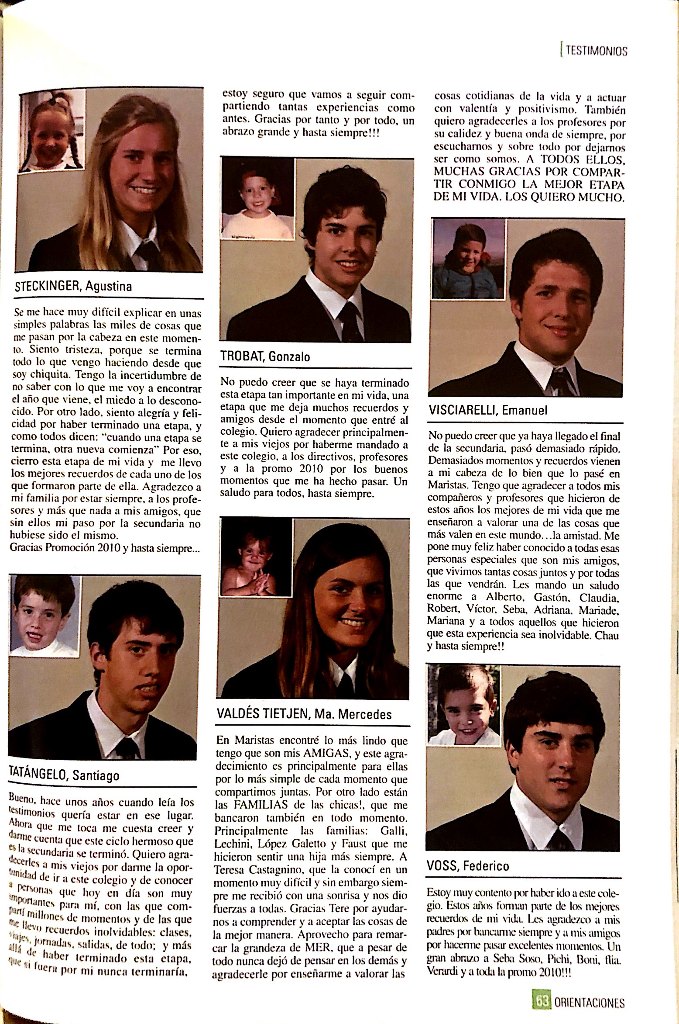 TESTIMONIOS
STECKINGER, Agustina
Se me hace muy difícil explicar en unas
simples palabras las miles de cosas que
me pasan por la cabeza en este momen-
to. Siento tristeza, porque se termina
todo lo que vengo haciendo desde que
soy chiquita. Tengo la incertidumbre de
no saber con lo que me voy a encontrar
el año que viene, el miedo a lo descono-
cido. Por otro lado, siento alegría y feli-
cidad por haber terminado una etapa, y
como todos dicen: “cuando una etapa se
termina, otra nueva comienza” Por eso,
cierro esta etapa de mi vida y me llevo
los mejores recuerdos de cada uno de los
que formaron parte de ella. Agradezco a
mi familia por estar siempre, a los profe-
sores y más que nada a mis amigos, que
sin ellos mi paso por la secundaria no
hubiese sido el mismo.
Gracias Promoción 2010 y hasta siempre...
TATÁNGELO, Santiago
Bueno, hace unos años cuando leía los
testimonios quería estar en ese lugar.
Ahora que me toca me cuesta creer y
darme cuenta que este ciclo hermoso que
es la secundaria se terminó. Quiero agra-
decerles a mis viejos por darme la opor-
tunidad de ir a este colegio y de conocer
a personas que hoy en día son muy
importantes para mí, con las que com-
partí millones de momentos y de las que
me llevo recuerdos inolvidables: clases,
viajes, jornadas, salidas, de todo; y más
allá de haber terminado esta etapa,
que si fuera por mi nunca terminaría,
estoy seguro que vamos a seguir com-
partiendo tantas experiencias como
antes. Gracias por tanto y por todo, un
abrazo grande y hasta siempre!!!
TROBAT, Gonzalo
No puedo creer que se haya terminado
esta etapa tan importante en mi vida, una
etapa que me deja muchos recuerdos y
amigos desde el momento que entré al
colegio. Quiero agradecer principalmen-
te a mis viejos por haberme mandado a
este colegio, a los directivos, profesores
y a la promo 2010 por los buenos
momentos que me ha hecho pasar. Un
saludo para todos, hasta siempre.
VALDÉS TIETJEN, Ma. Mercedes
En Maristas encontré lo más lindo que
tengo que son mis AMIGAS, y este agra-
decimiento es principalmente para ellas
por lo más simple de cada momento que
compartimos juntas. Por otro lado están
las FAMILIAS de las chicas!, que me
bancaron también en todo momento.
Principalmente las familias: Galli,
Lechini, López Galetto y Faust que me
hicieron sentir una hija más siempre. A
Teresa Castagnino, que la conocí en un
momento muy difícil y sin embargo siem-
pre me recibió con una sonrisa y nos dio
fuerzas a todas. Gracias Tere por ayudar-
nos a comprender y a aceptar las cosas de
la mejor manera. Aprovecho para remar-
car la grandeza de MER, que a pesar de
todo nunca dejó de pensar en los demás y
agradecerle por enseñarme a valorar las
cosas cotidianas de la vida y a actuar
con valentía y positivismo. También
quiero agradecerles a los profesores por
su calidez y buena onda de siempre, por
escucharnos y sobre todo por dejarnos
ser como somos. A TODOS ELLOS,
MUCHAS GRACIAS POR COMPAR-
TIR CONMIGO LA MEJOR ETAPA
DE MI VIDA. LOS QUIERO MUCHO.
VISCIARELLI, Emanuel
No puedo creer que ya haya llegado el final
de la secundaria, pasó demasiado rápido.
Demasiados momentos y recuerdos vienen
a mi cabeza de lo bien que lo pasé en
Maristas. Tengo que agradecer a todos mis
compañeros y profesores que hicieron de
estos años los mejores de mi vida que me
enseñaron a valorar una de las cosas que
más valen en este mundo...la amistad. Me
pone muy feliz haber conocido a todas esas
personas especiales que son mis amigos,
que vivimos tantas cosas juntos y por todas
las que vendrán. Les mando un saludo
enorme a Alberto, Gastón, Claudia,
Robert, Víctor, Seba, Adriana, Mariade,
Mariana y a todos aquellos que hicieron
que esta experiencia sea inolvidable. Chau
y hasta siempre!!
VOSS, Federico
Estoy muy contento por haber ido a este cole-
gio. Estos años forman parte de los mejores
recuerdos de mi vida. Les agradezco a mis
padres por bancarme siempre y a mis amigos
por hacerme pasar excelentes momentos. Un
gran abrazo a Seba Soso, Pichi, Boni,
Verardi y a toda la promo 2010!!!
63 ORIENTACIONES